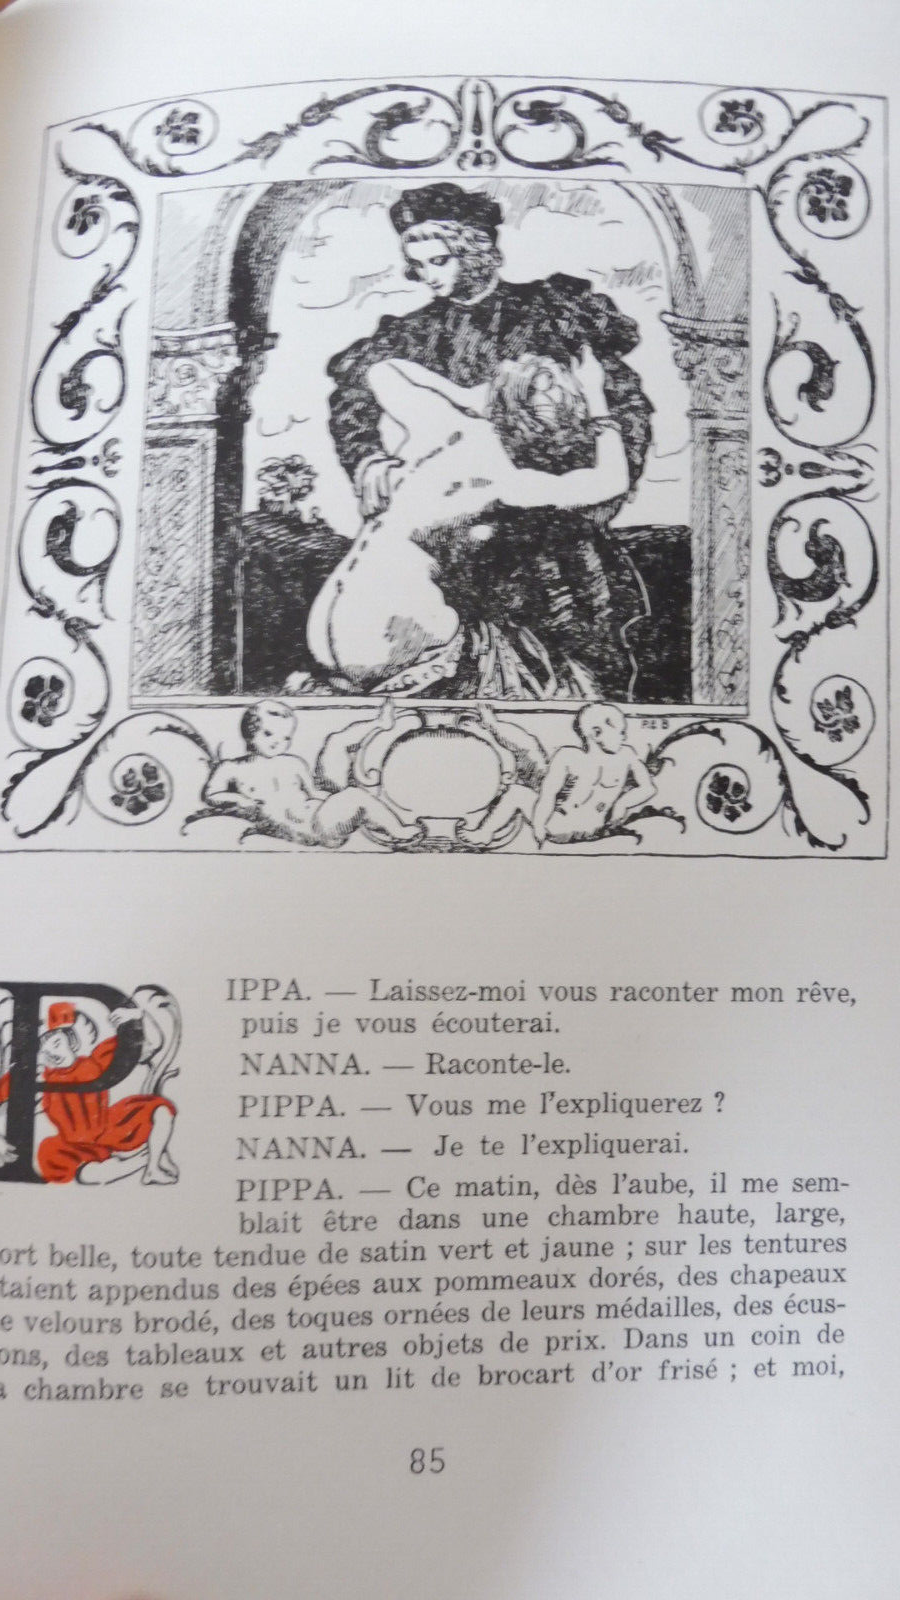 P.E.B
PIPPA. — Laissez-moi vous raconter mon rêve,
puis je vous écouterai.
NANNA. — Raconte-le.
PIPPA. — Vous me l'expliquerez ?
NANNA. — Je te l'expliquerai.
PIPPA. — Ce matin, dès l'aube, il me sem-
blait être dans une chambre haute, large,
ort belle, toute tendue de satin vert et jaune ; sur les tentures
taient appendus des épées aux pommeaux dorés, des chapeaux
e velours brodé, des toques ornées de leurs médailles, des écus-
ons, des tableaux et autres objets de prix. Dans un coin de
a chambre se trouvait un lit de brocart d'or frisé ; et moi,
85